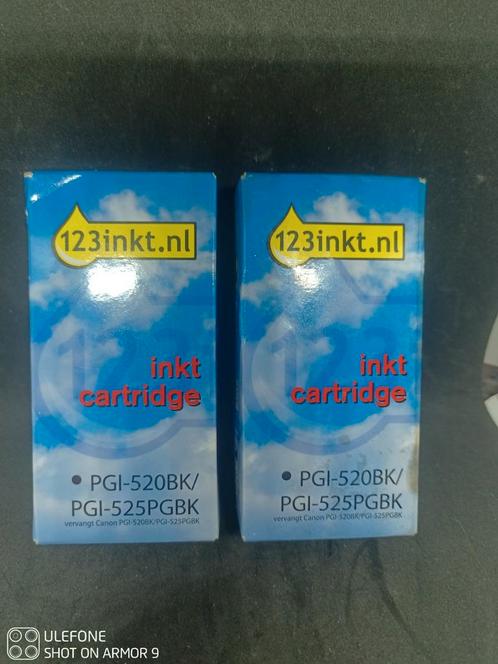 123inkt.nl
inkt
cartridge
• PGI-520BK/
PGI-525PGBK
vervangt Canon PGI-520BK/PGI-525PGBK
123inkt.nl
inkt
cartridge
• PGI-520BK/
PGI-525PGBK
vervangt Canon PGI-520BK/PGI-525PGBK
ULEFONE
SHOT ON ARMOR 9